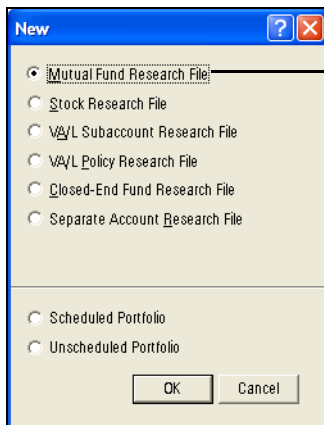 New
Mutual Fund Research File
Stock Research File
VA/L Subaccount Research File
VA/L Policy Research File
Closed-End Fund Research File
Separate Account Research File
Scheduled Portfolio
Unscheduled Portfolio
OK Cancel